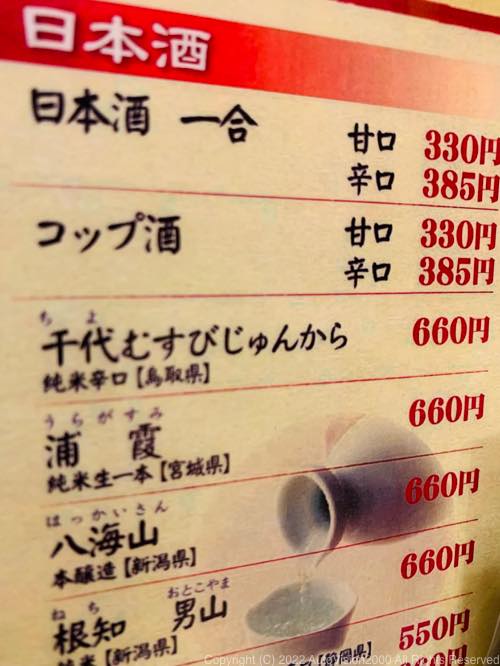 日本酒
日本酒 一合 甘口 330円
辛口 385円
コップ酒 甘口 330円
辛口 385円
ちよ
千代むすびじゅんから 660円
純米辛口【鳥取県】
うらがすみ
浦霞 660円
純米生一本【宮城県】
はっかいさん
八海山 660円
本醸造【新潟県】
ねち おとこやま
根知 男山 660円
【新潟県】
550円
Copyright (C) 2022 Autovision2000 All Rights Reserved